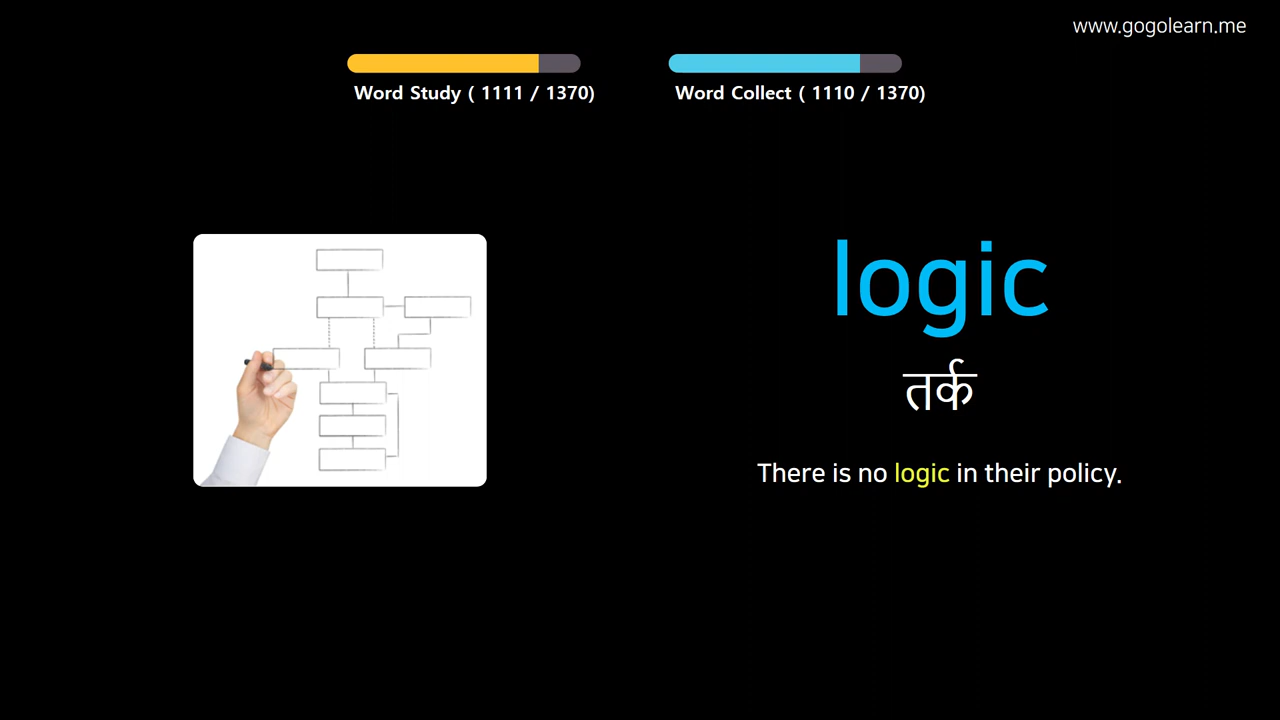 www.gogolearn.me
Word Study ( 1111 / 1370)
Word Collect ( 1110 / 1370)
logic
तर्क
There is no logic in their policy.